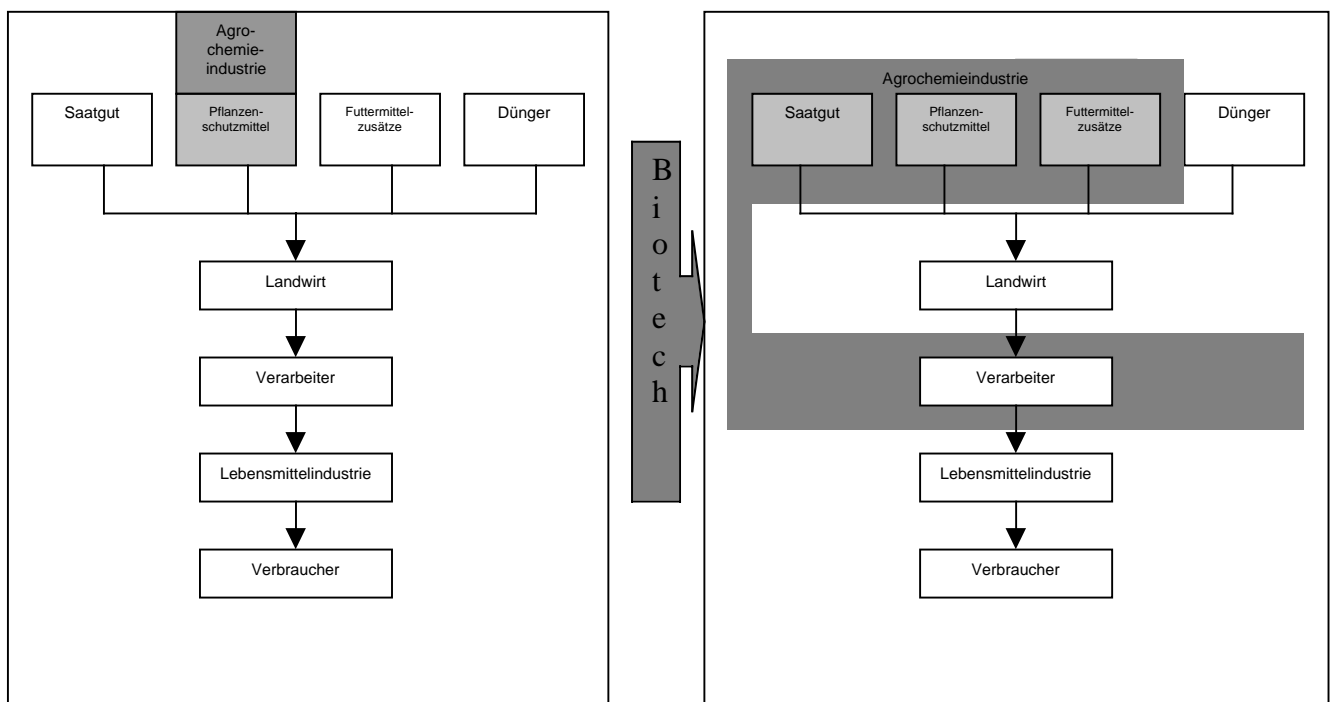 Agro-
chemie-
industrie
Saatgut
Pflanzen-
schutzmittel
Futtermittel-
zusätze
Dünger
Landwirt
Verarbeiter
Lebensmittelindustrie
Verbraucher
Biotech
Agrochemieindustrie
Saatgut
Pflanzen-
schutzmittel
Futtermittel-
zusätze
Dünger
Landwirt
Verarbeiter
Lebensmittelindustrie
Verbraucher